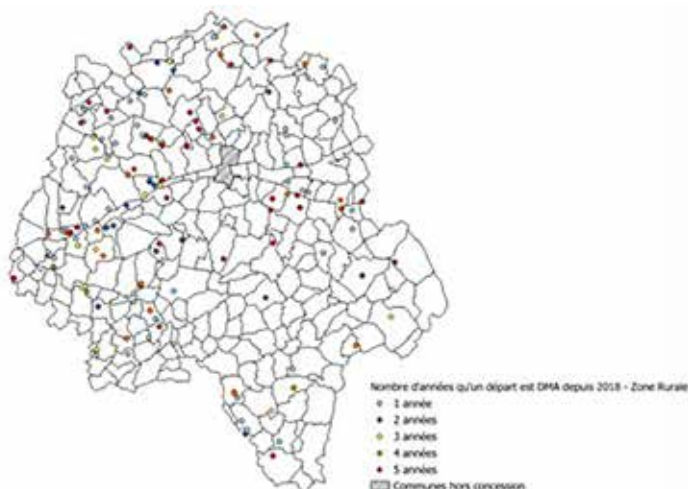 Nombre d'années qu'un départ est DMA depuis 2018 - Zone Rurale
1 année
2 années
3 années
4 années
5 années
Communes hors concession